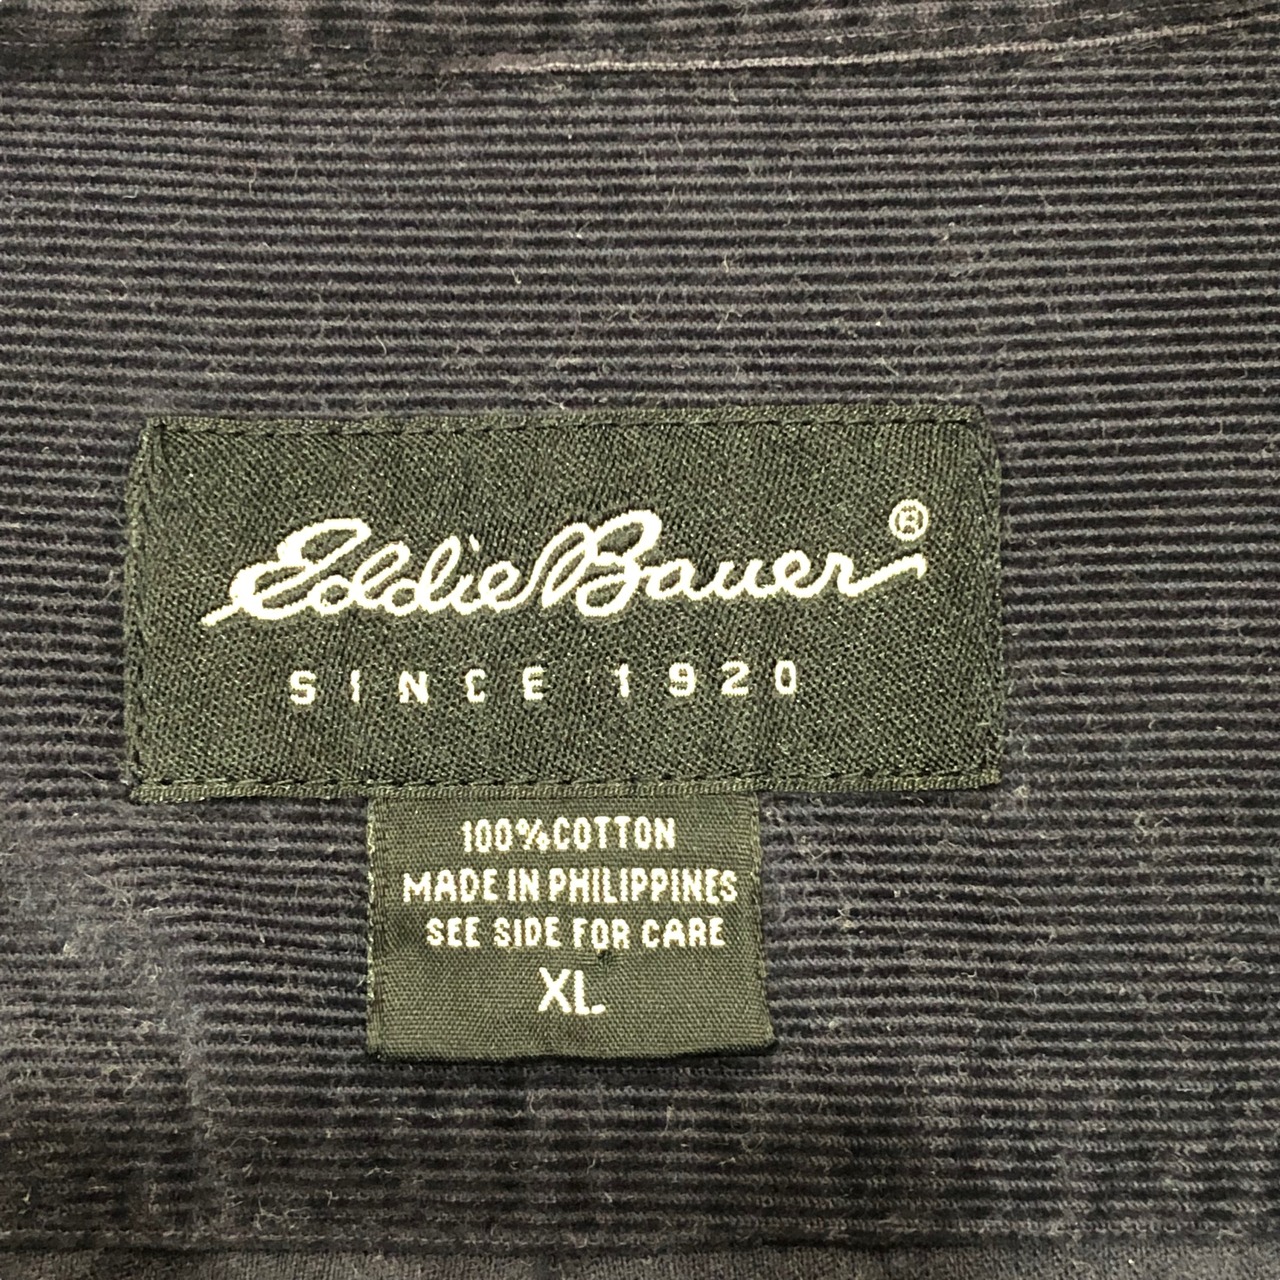 Eddie Bauer®
SINCE 1920
100% COTTON
MADE IN PHILIPPINES
SEE SIDE FOR CARE
XL